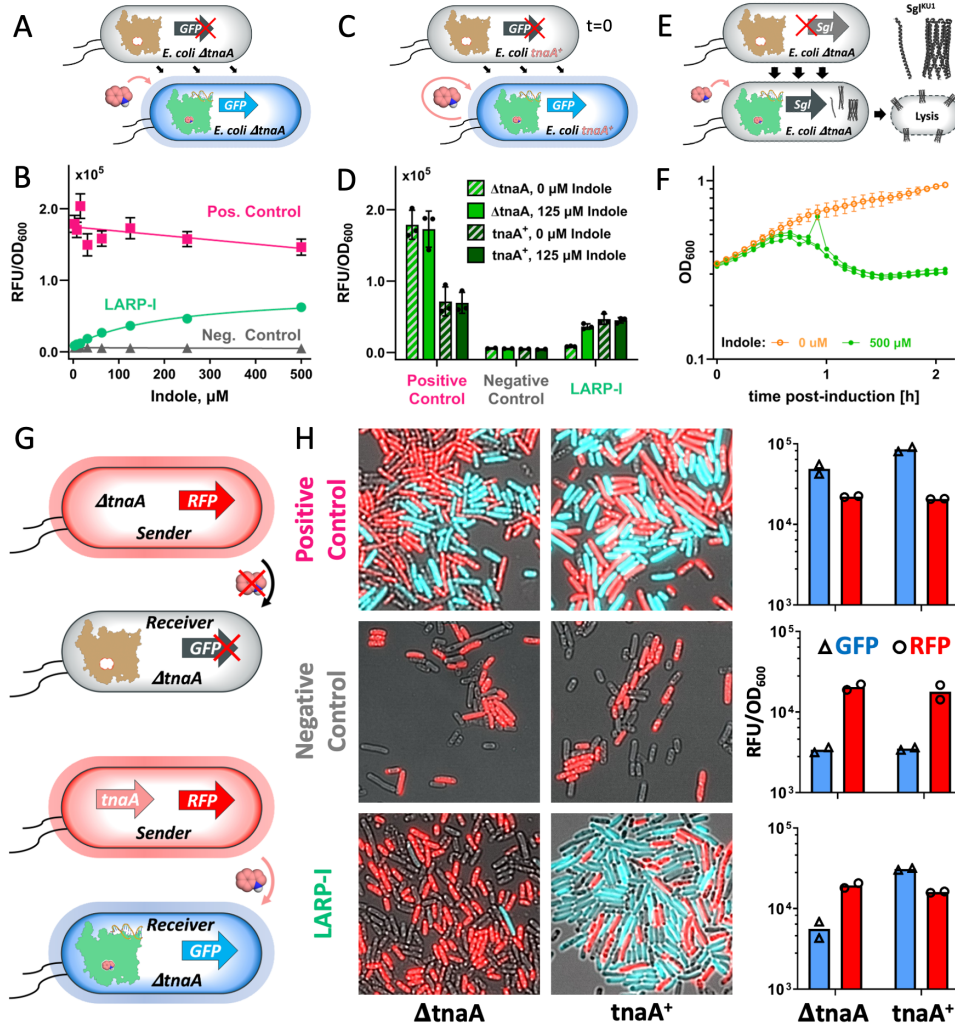 A
GFP
E. coli ΔtnaA
GFP
E. coli ΔtnaA
C
GFP
t=0
E. coli tnaA⁺
GFP
E. coli tnaA⁺
E
Sgl
E. coli ΔtnaA
Sgl^KU1
Sgl
E. coli ΔtnaA
Lysis
B
x10⁵
2.0
1.0
0.0
RFU/OD₆₀₀
Pos. Control
LARP-I
Neg. Control
0 100 200 300 400 500
Indole, µM
D
x10⁵
2.0
1.0
0.0
RFU/OD₆₀₀
ΔtnaA, 0 µM Indole
ΔtnaA, 125 µM Indole
tnaA⁺, 0 µM Indole
tnaA⁺, 125 µM Indole
Positive
Control
Negative
Control
LARP-I
F
1
0.1
OD₆₀₀
Indole: 0 uM 500 µM
0 1 2
time post-induction [h]
G
ΔtnaA
RFP
Sender
Receiver
GFP
ΔtnaA
tnaA
RFP
Sender
Receiver
GFP
ΔtnaA
H
Positive
Control
Negative
Control
LARP-I
ΔtnaA
tnaA⁺
10⁵
10⁴
10³
10⁵
GFP
RFP
10⁴
10³
RFU/OD₆₀₀
10⁵
10⁴
10³
ΔtnaA
tnaA⁺